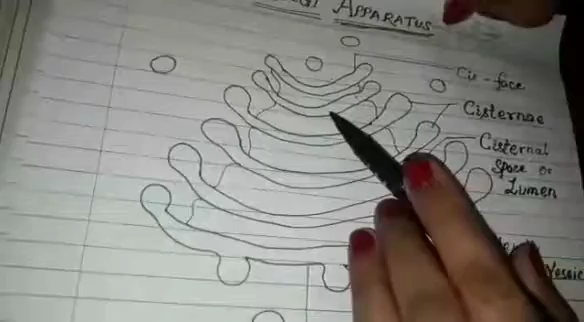 APPARATUS
Cis-face
Cisternae
Cisternal
Space or
Lumen